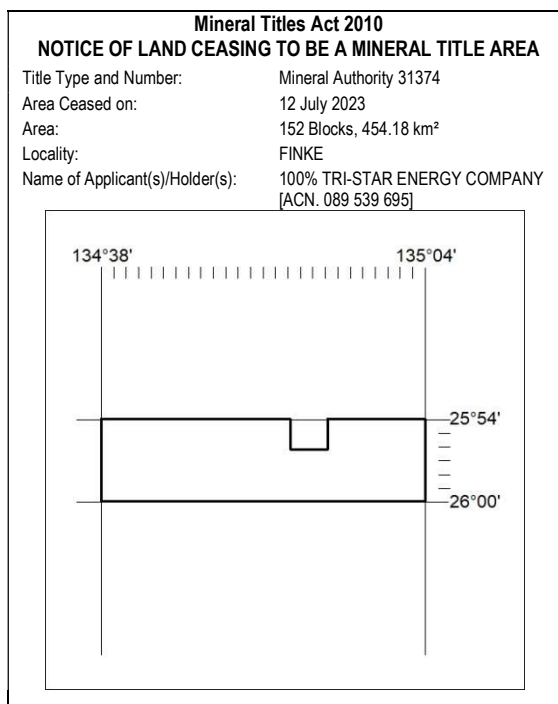 Mineral Titles Act 2010
NOTICE OF LAND CEASING TO BE A MINERAL TITLE AREA
Title Type and Number: Mineral Authority 31374
Area Ceased on: 12 July 2023
Area: 152 Blocks, 454.18 km²
Locality: FINKE
Name of Applicant(s)/Holder(s): 100% TRI-STAR ENERGY COMPANY
[ACN. 089 539 695]
134°38' 135°04'
25°54'
26°00'